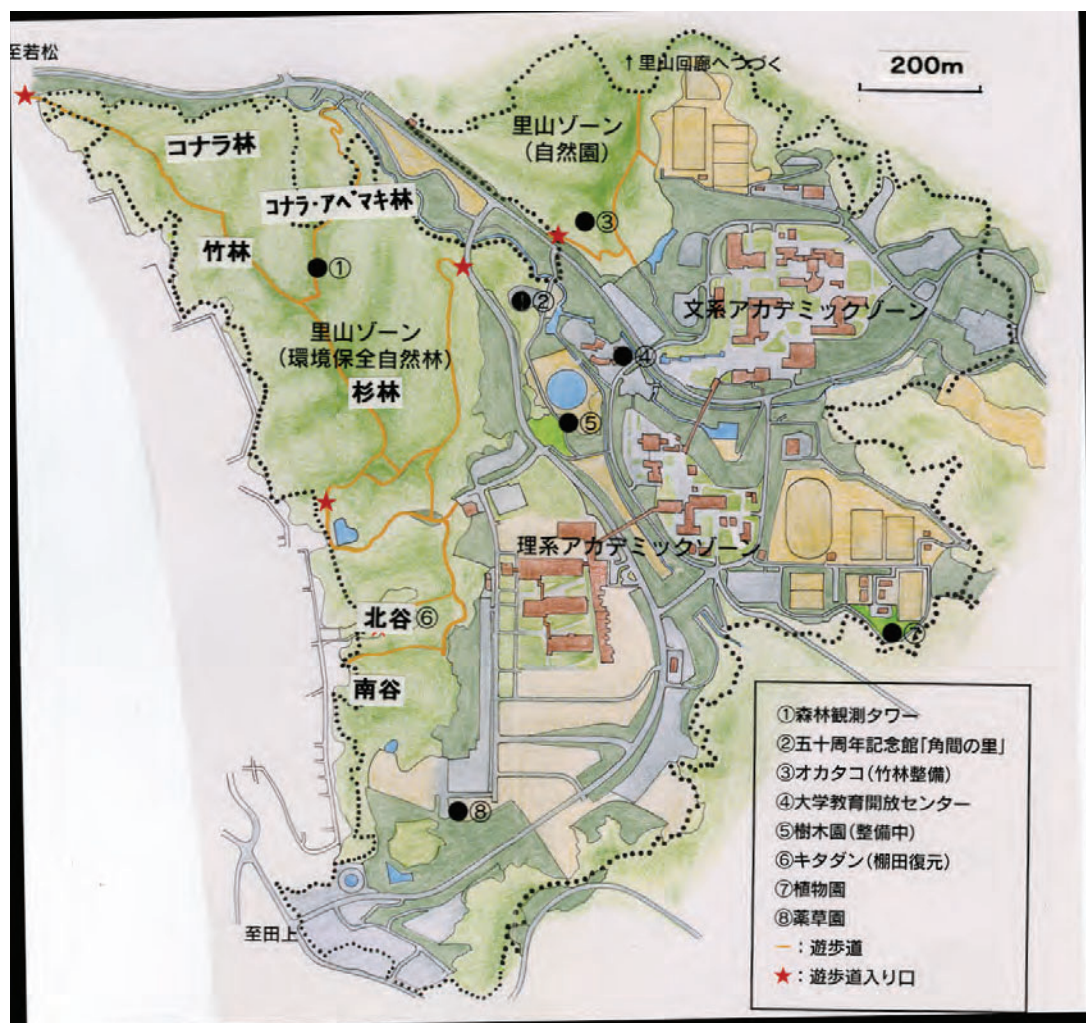 至若松
↑里山回廊へつづく
200m
コナラ林
里山ゾーン
(自然園)
コナラ・アベマキ林
③
竹林
①
②
文系アカデミックゾーン
里山ゾーン
(環境保全自然林)
④
杉林
⑤
理系アカデミックゾーン
北谷⑥
⑦
南谷
⑧
至田上
①森林観測タワー
②五十周年記念館「角間の里」
③オカタコ(竹林整備)
④大学教育開放センター
⑤樹木園(整備中)
⑥キタダン(棚田復元)
⑦植物園
⑧薬草園
ー:遊歩道
★:遊歩道入り口